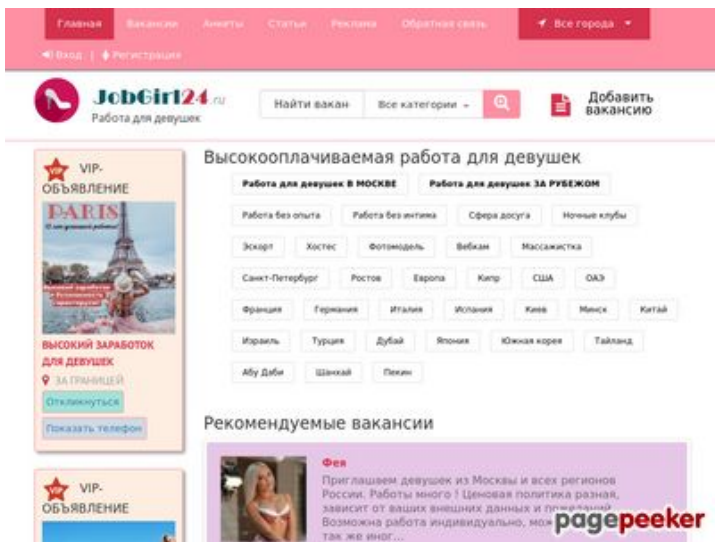 Главная Вакансии Анкеты Статьи Реклама Обратная связь Все города
Вход | Регистрация
JobGirl24.ru
Работа для девушек
Найти вакан Все категории
Добавить
вакансию
VIP-
ОБЪЯВЛЕНИЕ
PARIS
ВЫСОКИЙ ЗАРАБОТОК
ДЛЯ ДЕВУШЕК
ЗА ГРАНИЦЕЙ
Откликнуться
Показать телефон
VIP-
ОБЪЯВЛЕНИЕ
Высокооплачиваемая работа для девушек
Работа для девушек В МОСКВЕ Работа для девушек ЗА РУБЕЖОМ
Работа без опыта Работа без интима Сфера досуга Ночные клубы
Эскорт Хостес Фотомодель Вебкам Массажистка
Санкт-Петербург Ростов Европа Кипр США ОАЭ
Франция Германия Италия Испания Киев Минск Китай
Израиль Турция Дубай Япония Южная корея Тайланд
Абу Даби Шанхай Пекин
Рекомендуемые вакансии
Фея
Приглашаем девушек из Москвы и всех регионов
России. Работы много ! Ценовая политика разная,
зависит от ваших внешних данных и пожеланий.
Возможна работа индивидуально, мож
так же иног...
pagepeeker